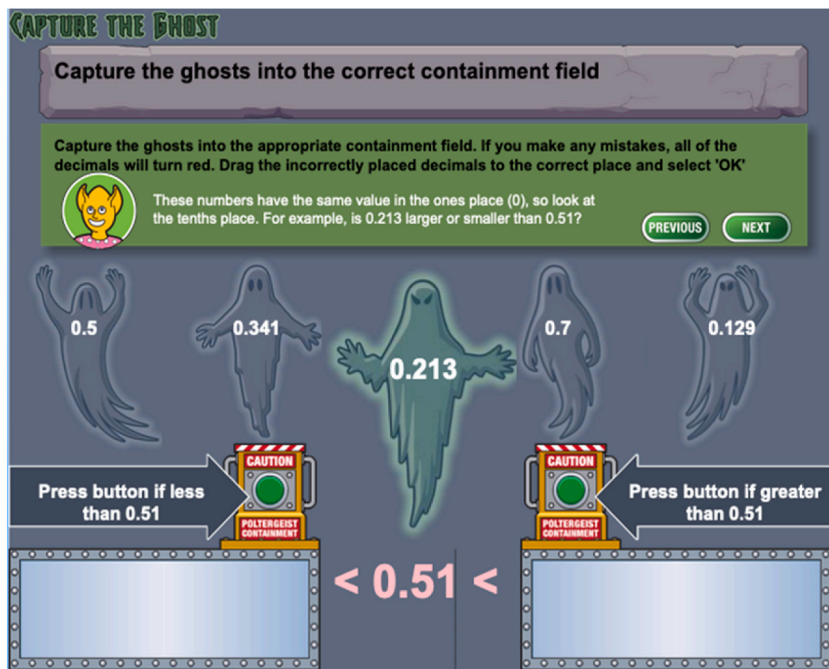 CAPTURE THE GHOST
Capture the ghosts into the correct containment field
Capture the ghosts into the appropriate containment field. If you make any mistakes, all of the
decimals will turn red. Drag the incorrectly placed decimals to the correct place and select 'OK'
These numbers have the same value in the ones place (0), so look at
the tenths place. For example, is 0.213 larger or smaller than 0.51?
PREVIOUS
NEXT
0.5
0.341
0.213
0.7
0.129
Press button if less
than 0.51
CAUTION
POLTERGEIST
CONTAINMENT
CAUTION
POLTERGEIST
CONTAINMENT
Press button if greater
than 0.51
< 0.51 <